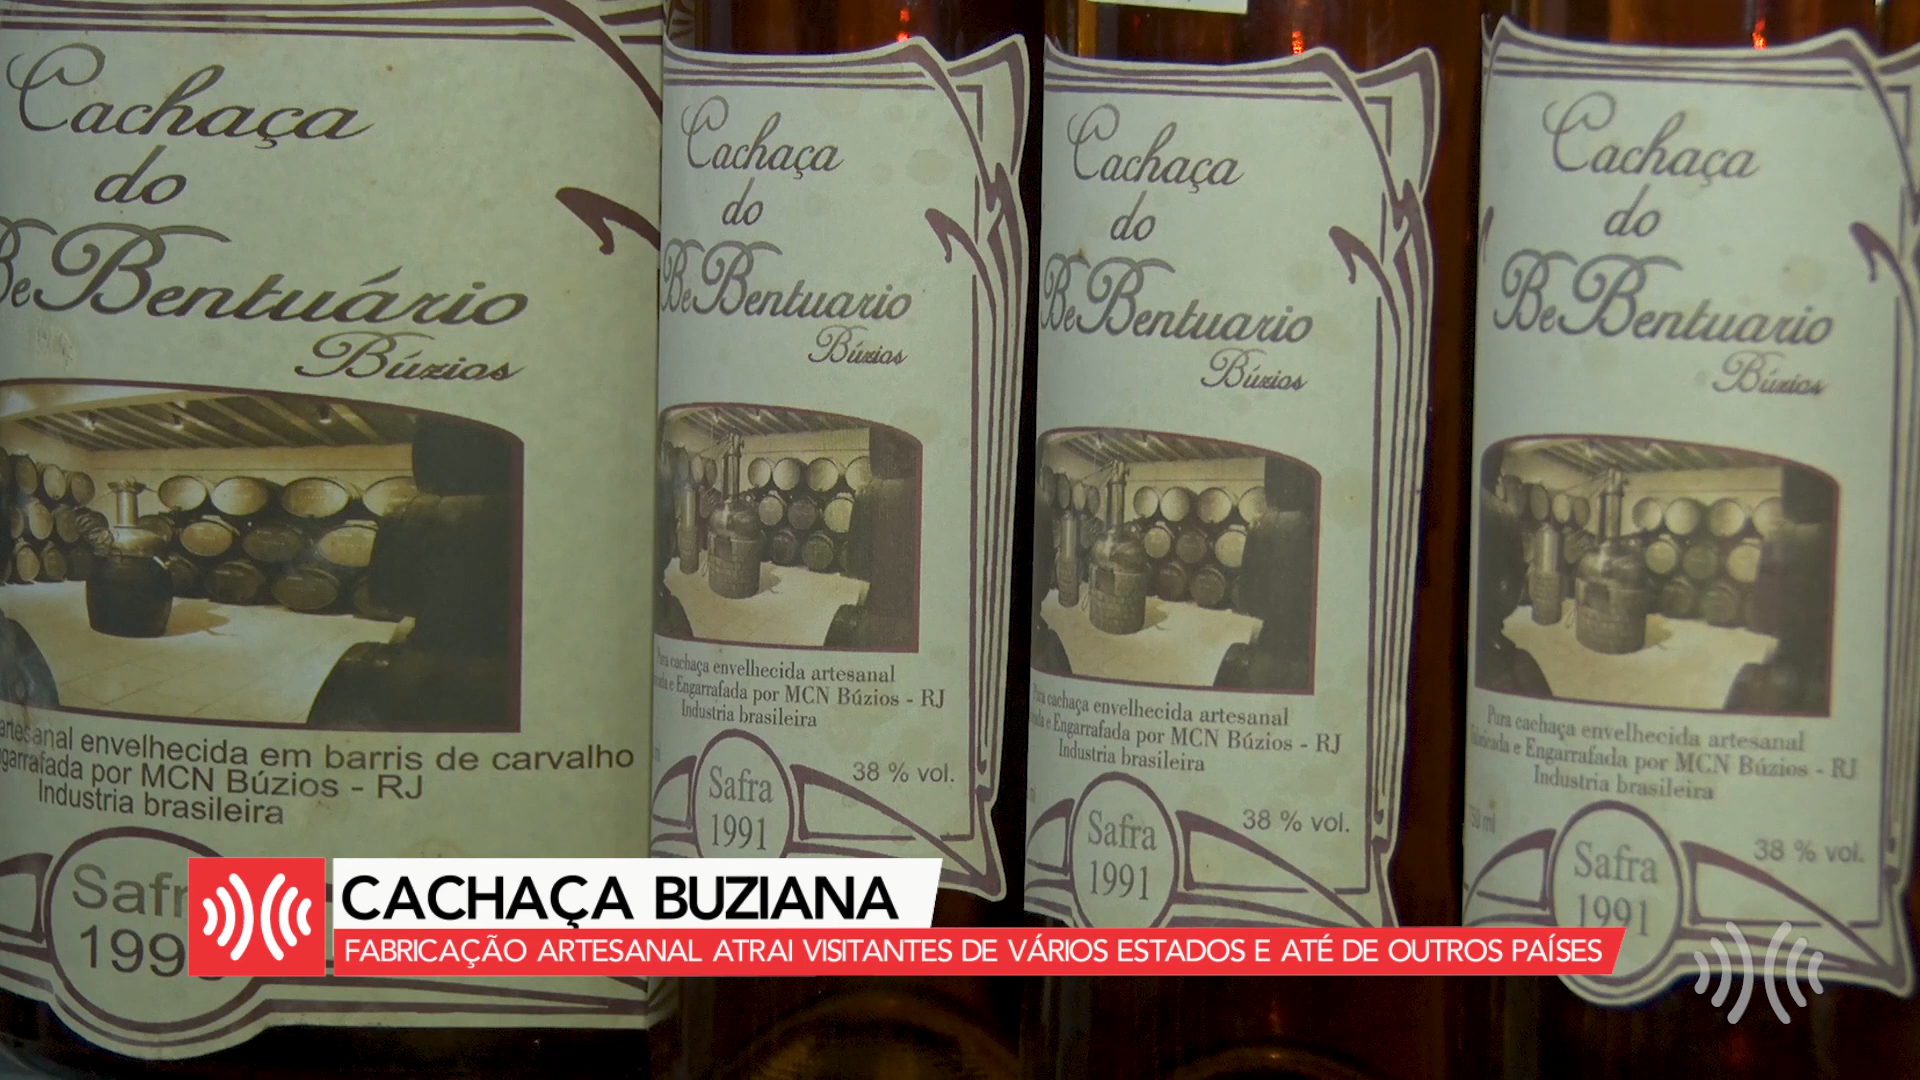 Cachaça
do
BeBentuário
Búzios
artesanal envelhecida em barris de carvalho
por MCN Búzios - RJ
Industria brasileira
Cachaça
do
BeBentuario
Búzios
cachaça envelhecida artesanal
e Engarrafada por MCN Búzios - RJ
Industria brasileira
38 % vol.
Safra
1991
Cachaça
do
BeBentuario
Búzios
cachaça envelhecida artesanal
e Engarrafada por MCN Búzios - RJ
Industria brasileira
38 % vol.
Safra
1991
Cachaça
do
BeBentuario
Búzios
Pura cachaça envelhecida artesanal
Fabricada e Engarrafada por MCN Búzios - RJ
Industria brasileira
38 % vol.
Safra
1991
CACHAÇA BUZIANA
FABRICAÇÃO ARTESANAL ATRAI VISITANTES DE VÁRIOS ESTADOS E ATÉ DE OUTROS PAÍSES